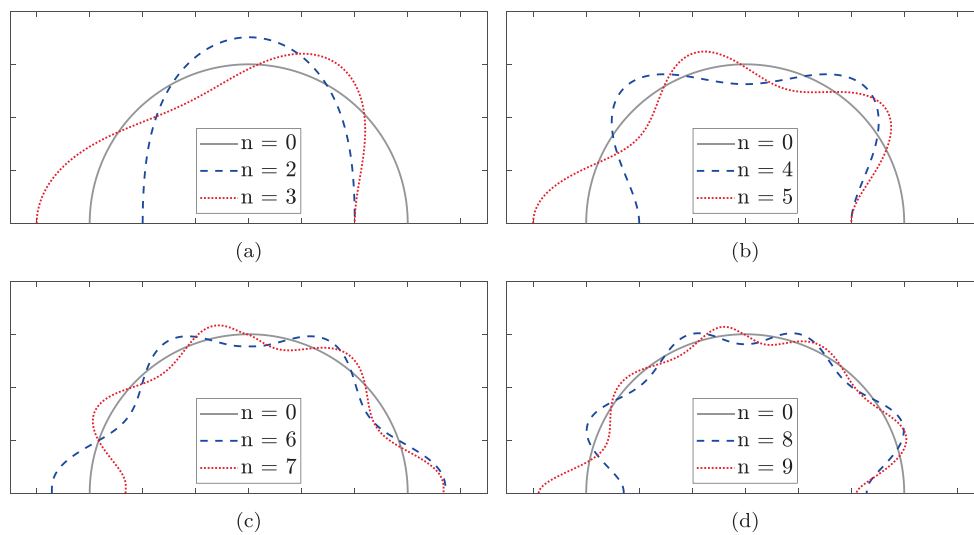 n = 0
n = 2
n = 3
(a)
n = 0
n = 4
n = 5
(b)
n = 0
n = 6
n = 7
(c)
n = 0
n = 8
n = 9
(d)